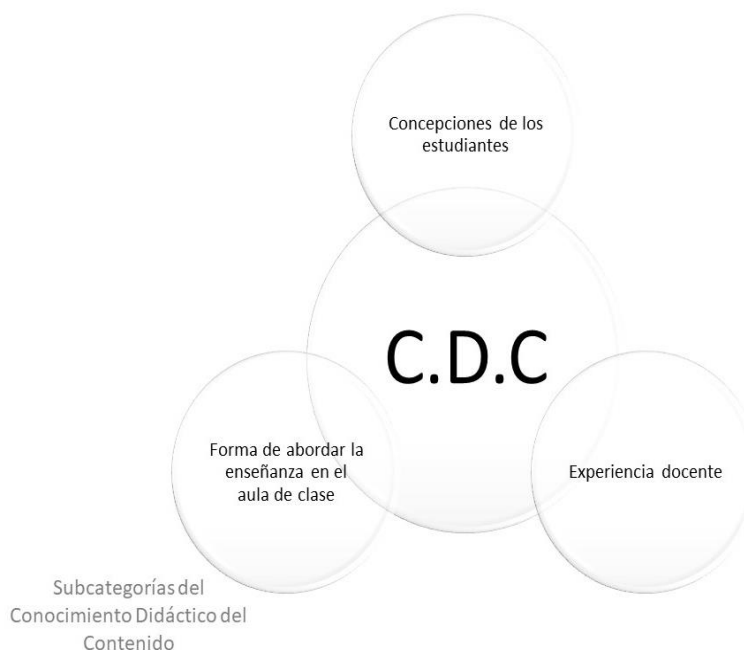 Concepciones de los
estudiantes
C.D.C
Forma de abordar la
enseñanza en el
aula de clase
Experiencia docente
Subcategorías del
Conocimiento Didáctico del
Contenido